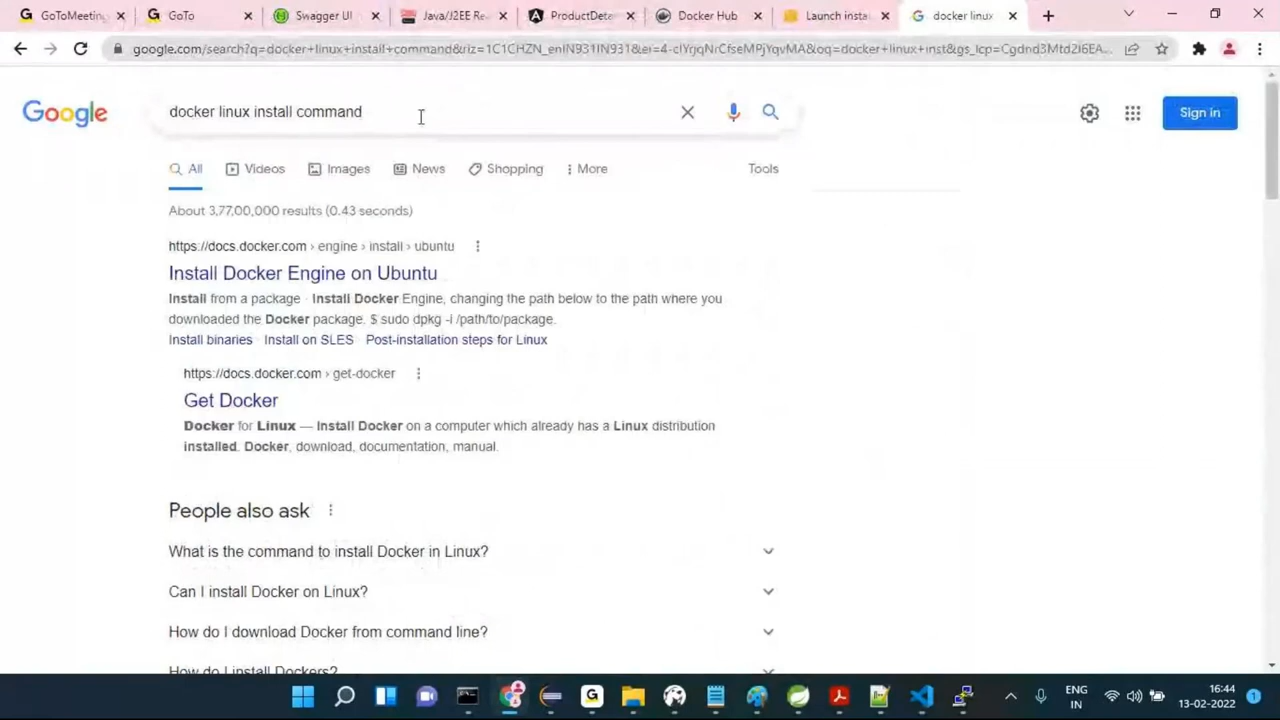 GoToMeeting
GoTo
Swagger UI
Java/J2EE Re
ProductDeta
Docker Hub
Launch insta
docker linux
google.com/search?q=docker+linux+install+command&rlz=1C1CHZN_enIN931IN931&ei=4-cIYrjqNrCfseMPjYqvMA&oq=docker+linux+inst&gs_lcp=Cgdnd3Mtd2l6EA...
Google
docker linux install command
Sign in
All
Videos
Images
News
Shopping
More
Tools
About 3,77,00,000 results (0.43 seconds)
https://docs.docker.com › engine › install › ubuntu
Install Docker Engine on Ubuntu
Install from a package · Install Docker Engine, changing the path below to the path where you
downloaded the Docker package. $ sudo dpkg -i /path/to/package.
Install binaries · Install on SLES · Post-installation steps for Linux
https://docs.docker.com › get-docker
Get Docker
Docker for Linux — Install Docker on a computer which already has a Linux distribution
installed. Docker, download, documentation, manual.
People also ask
What is the command to install Docker in Linux?
Can I install Docker on Linux?
How do I download Docker from command line?
How do I install Dockers?
ENG
IN
16:44
13-02-2022
1